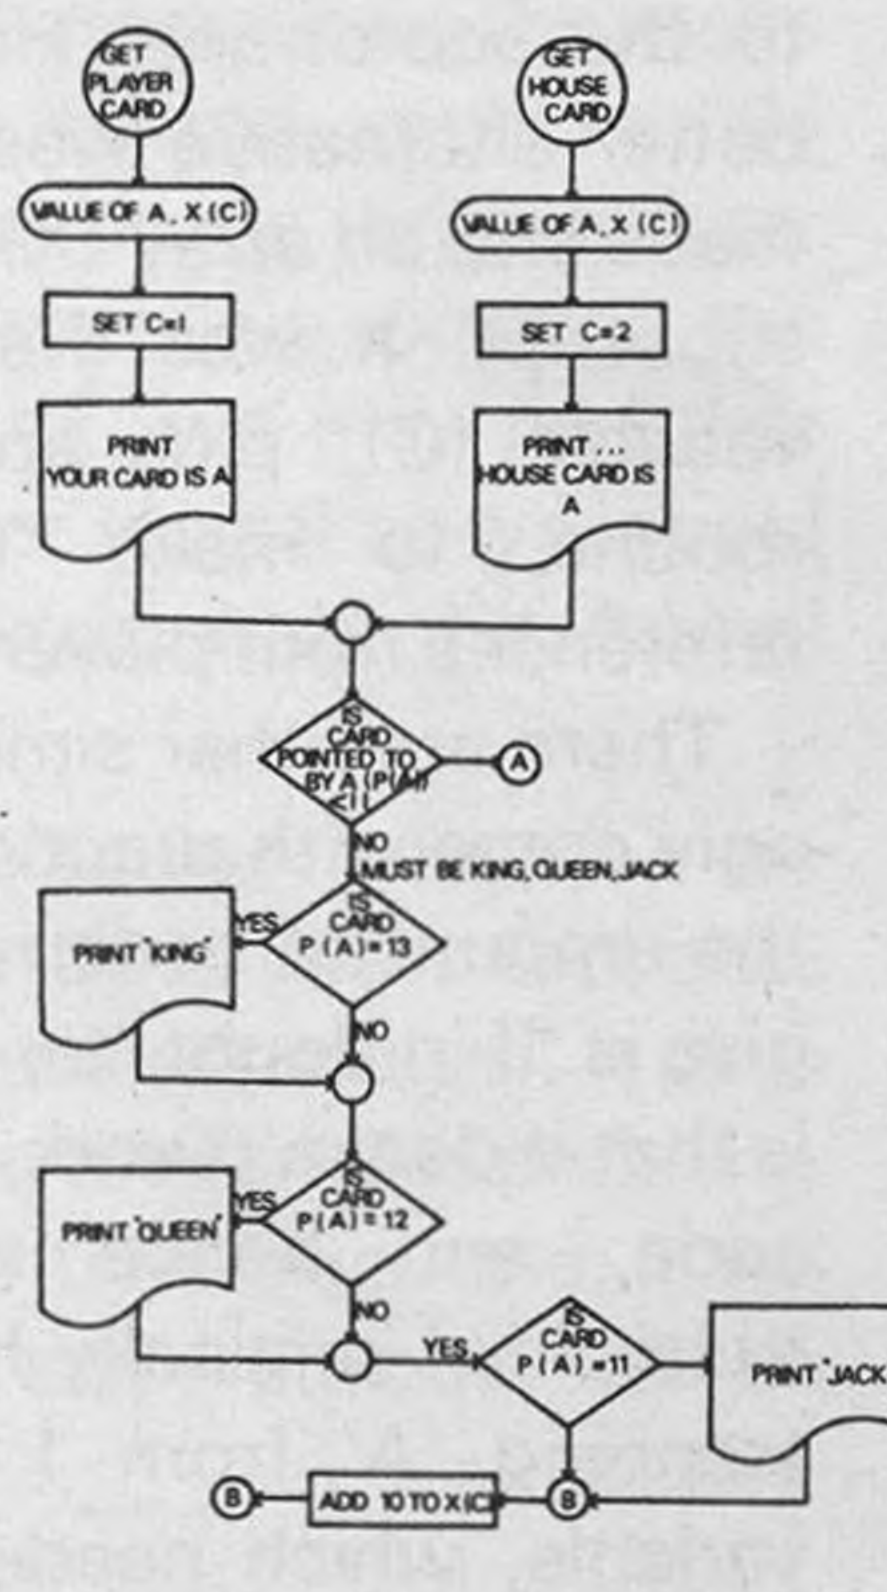 GET
PLAYER
CARD
VALUE OF A, X (C)
SET C=1
PRINT
YOUR CARD IS A
GET
HOUSE
CARD
VALUE OF A, X (C)
SET C=2
PRINT...
HOUSE CARD IS
A
IS
CARD
POINTED TO
BY A (P(A))
<11
A
NO
MUST BE KING, QUEEN, JACK
IS
CARD
P (A) = 13
YES
PRINT "KING"
NO
IS
CARD
P (A) = 12
YES
PRINT "QUEEN"
NO
YES
IS
CARD
P (A) = 11
PRINT "JACK
B
ADD 10 TO X (C)
B